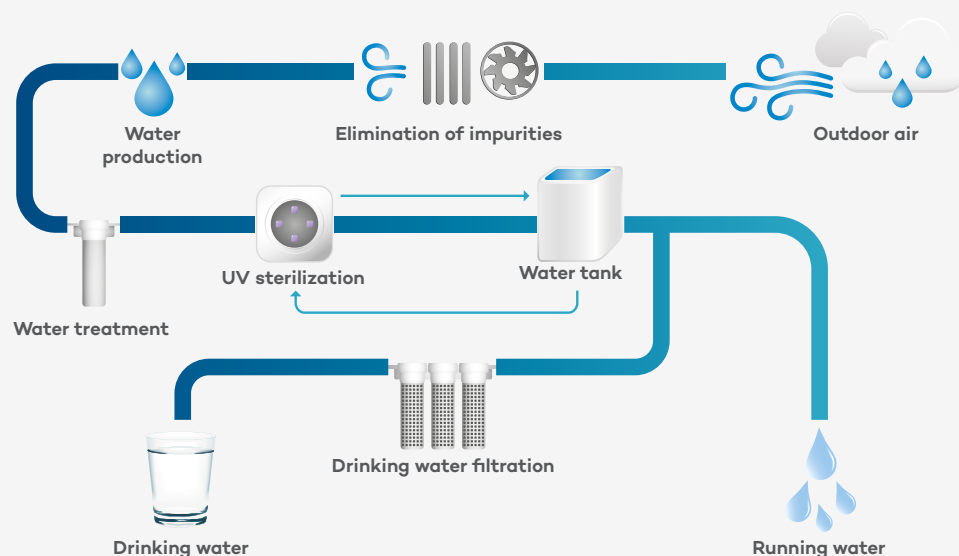 Water
production
Elimination of impurities
Outdoor air
UV sterilization
Water tank
Water treatment
Drinking water filtration
Drinking water
Running water